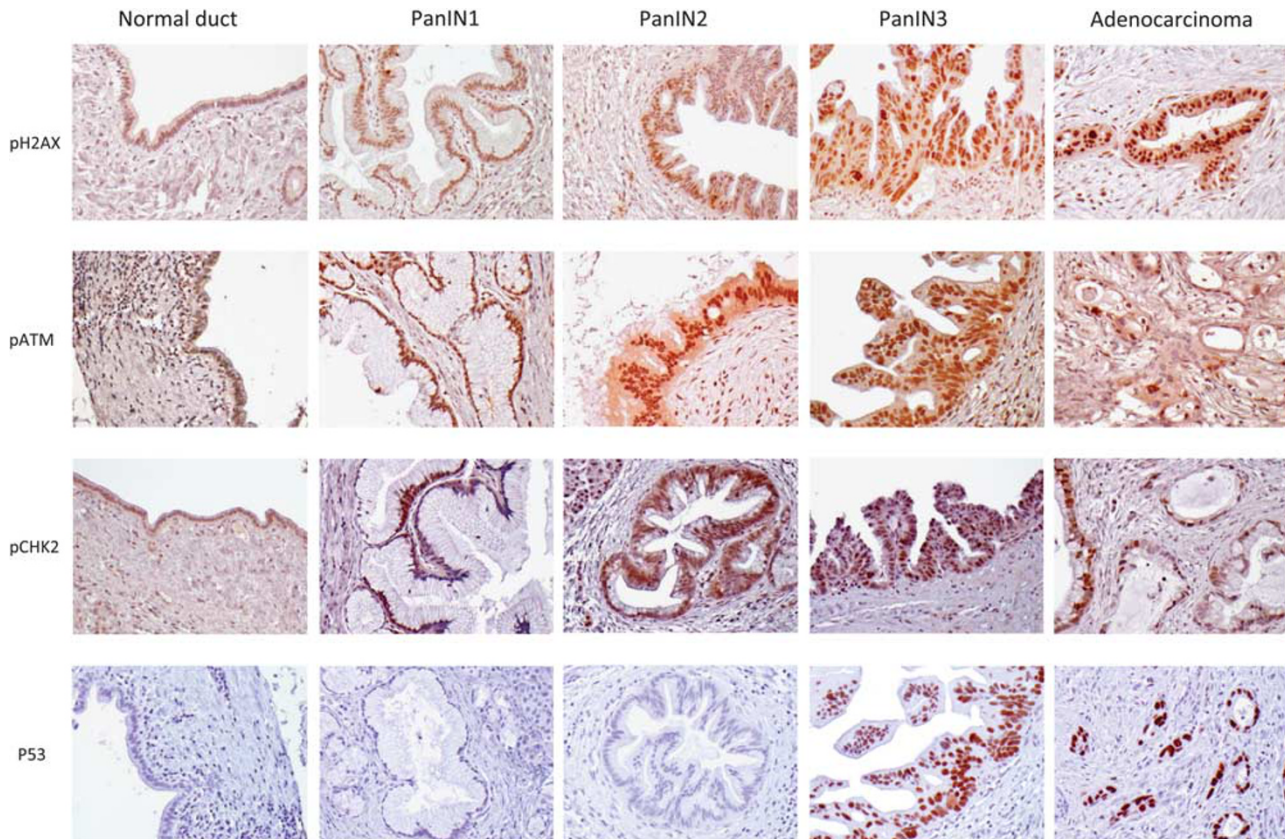 Normal duct PanIN1 PanIN2 PanIN3 Adenocarcinoma
pH2AX
pATM
pCHK2
P53